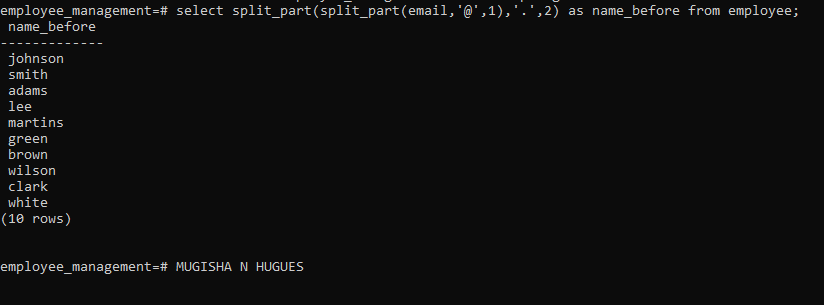 employee_management=# select split_part(split_part(email,'@',1),'.',2) as name_before from employee;
name_before
-------------
johnson
smith
adams
lee
martins
green
brown
wilson
clark
white
(10 rows)
employee_management=# MUGISHA N HUGUES